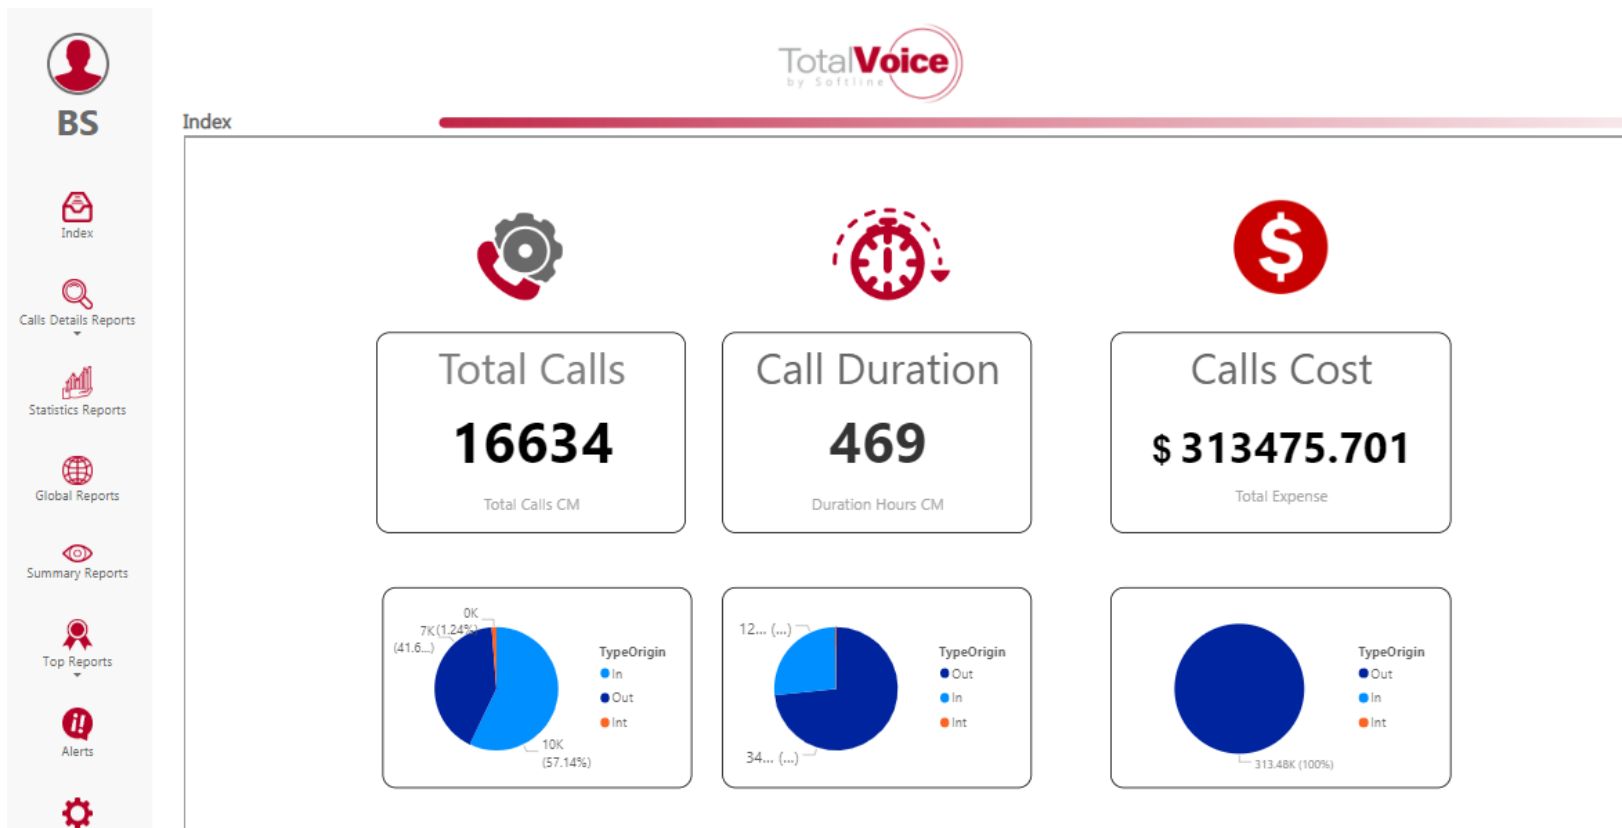 BS
Index
Calls Details Reports
Statistics Reports
Global Reports
Summary Reports
Top Reports
Alerts
TotalVoice
by Softline
Index
Total Calls
16634
Total Calls CM
Call Duration
469
Duration Hours CM
Calls Cost
$ 313475.701
Total Expense
0K
(1.24%)
7K
(41.6...)
10K
(57.14%)
TypeOrigin
In
Out
Int
12... (...)
34... (...)
TypeOrigin
Out
In
Int
313.48K (100%)
TypeOrigin
Out
In
Int